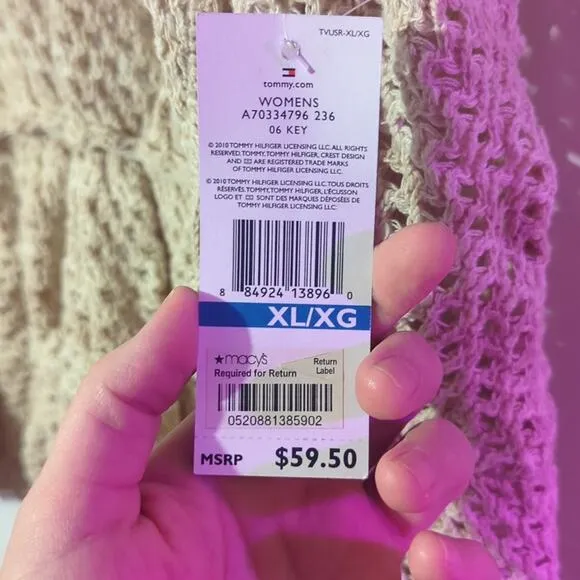 TVUSR-XL/XG
tommy.com
WOMENS
A70334796 236
06 KEY
© 2010 TOMMY HILFIGER LICENSING LLC. ALL RIGHTS
RESERVED. TOMMY, TOMMY HILFIGER, CREST DESIGN
AND ARE REGISTERED TRADE MARKS
OF TOMMY HILFIGER LICENSING LLC.
© 2010 TOMMY HILFIGER LICENSING LLC. TOUS DROITS
RÉSERVÉS. TOMMY, TOMMY HILFIGER, L'ÉCUSSON
LOGO ET SONT DES MARQUES DÉPOSÉES DE
TOMMY HILFIGER LICENSING LLC.
8 84924 13896 0
XL/XG
★macy's Return
Required for Return Label
0520881385902
MSRP $59.50